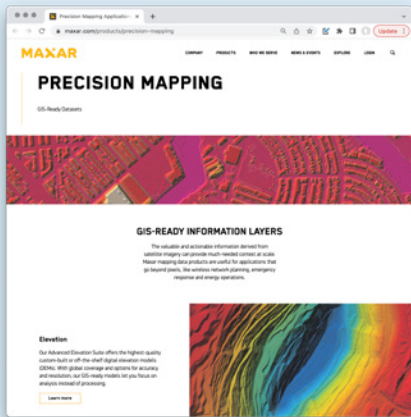 Precision Mapping Application
maxar.com/products/precision-mapping
Update
MAXAR
COMPANY
PRODUCTS
WHO WE SERVE
NEWS & EVENTS
EXPLORE
LOGIN
PRECISION MAPPING
GIS-Ready Datasets
GIS-READY INFORMATION LAYERS
The valuable and actionable information derived from
satellite imagery can provide much-needed context at scale.
Maxar mapping data products are useful for applications that
go beyond pixels, like wireless network planning, emergency
response and energy operations.
Elevation
Our Advanced Elevation Suite offers the highest quality
custom-built or off-the-shelf digital elevation models
(DEMs). With global coverage and options for accuracy
and resolution, our GIS-ready models let you focus on
analysis instead of processing.
Learn more